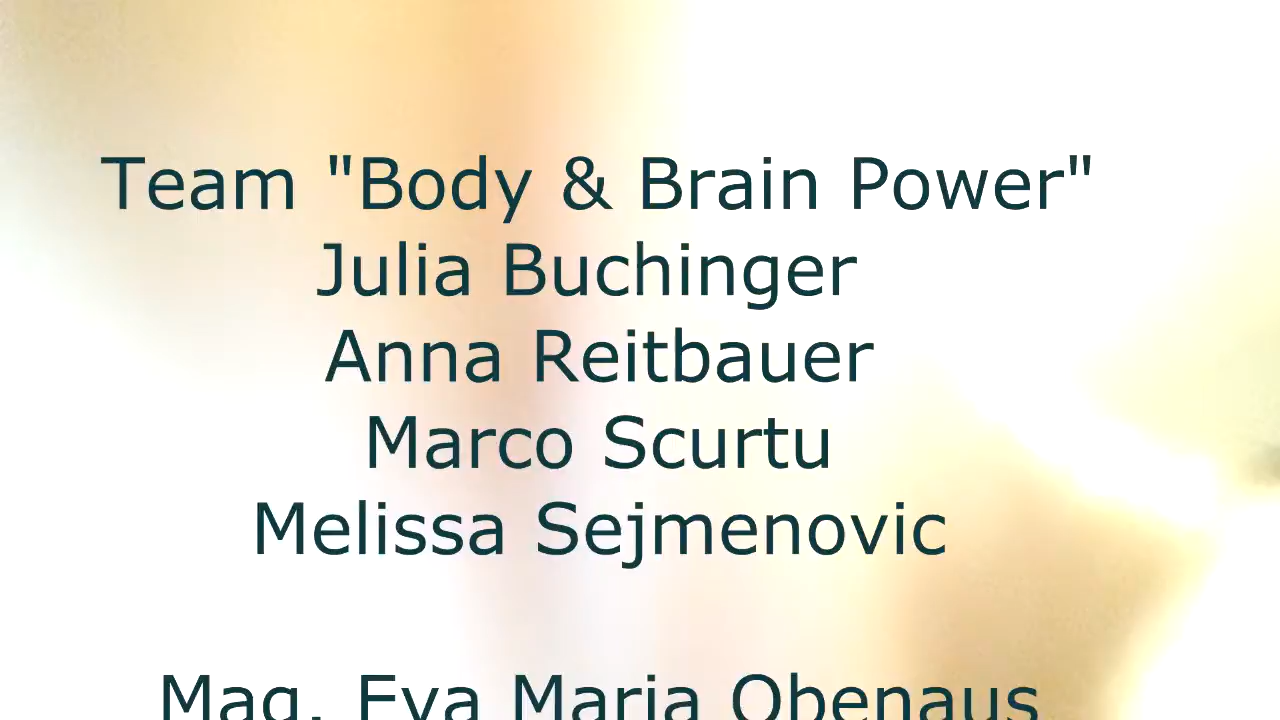 Team "Body & Brain Power"
Julia Buchinger
Anna Reitbauer
Marco Scurtu
Melissa Sejmenovic
Mag. Eva Maria Obenaus